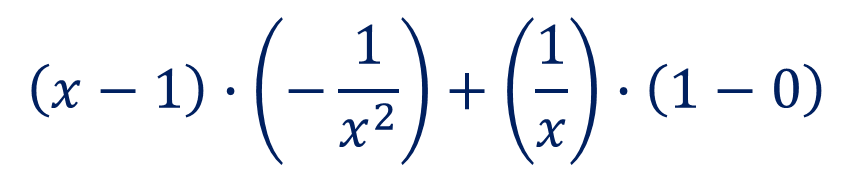 (x − 1) · (− 1/x²) + (1/x) · (1 − 0)